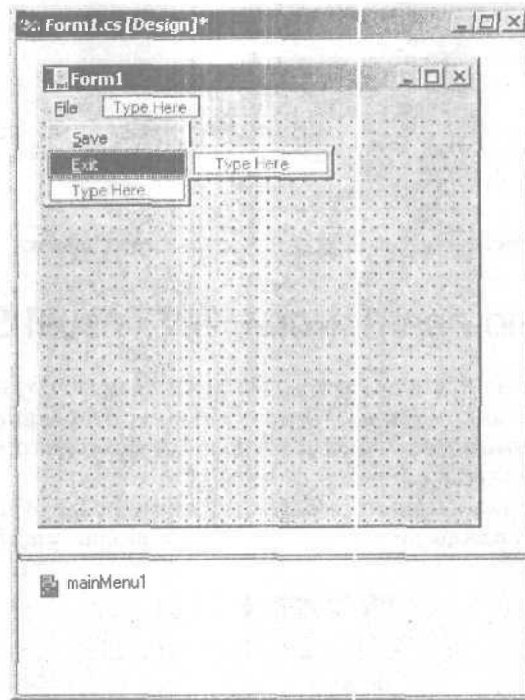 Form1.cs [Design]*
Form1
File Type Here
Save
Exit Type Here
Type Here
mainMenu1